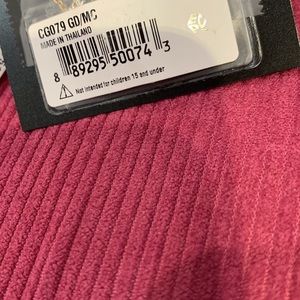 CG079 GD/MC
MADE IN THAILAND
8 89295 50074 3
Not intended for children 15 and under